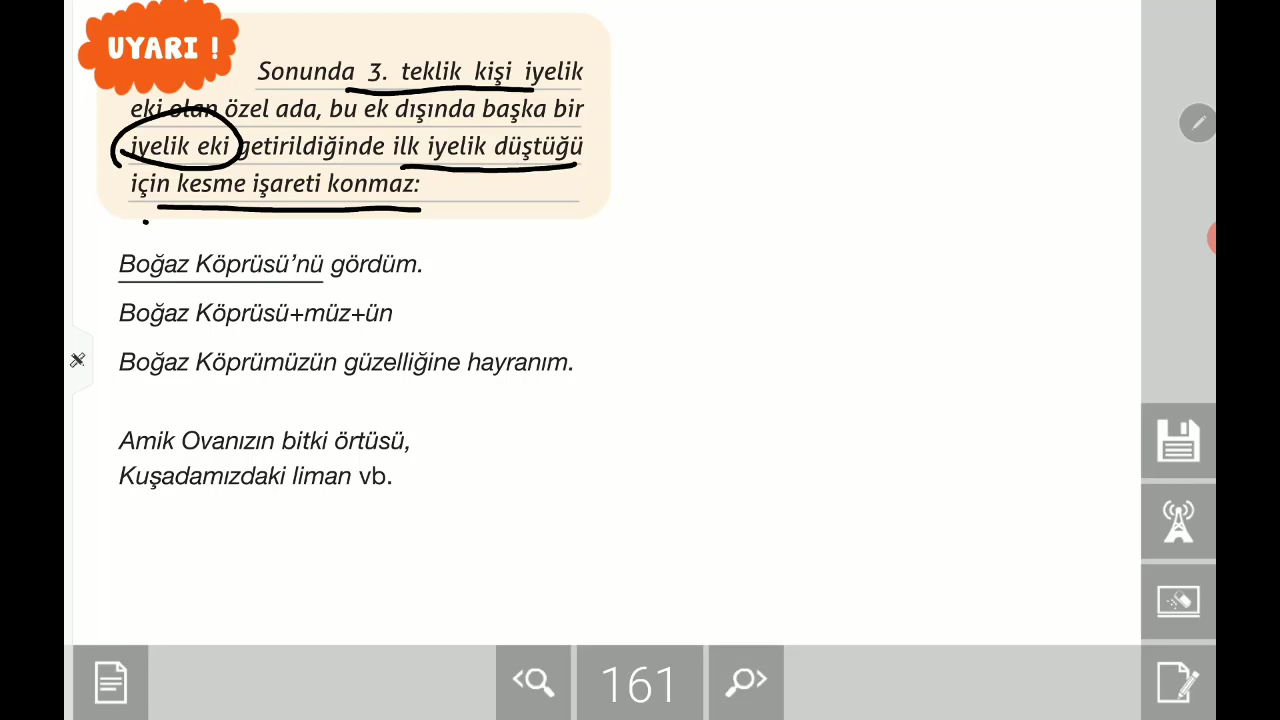 UYARI !
Sonunda 3. teklik kişi iyelik
eki olan özel ada, bu ek dışında başka bir
iyelik eki getirildiğinde ilk iyelik düştüğü
için kesme işareti konmaz:
Boğaz Köprüsü’nü gördüm.
Boğaz Köprüsü+müz+ün
Boğaz Köprümüzün güzelliğine hayranım.
Amik Ovanızın bitki örtüsü,
Kuşadamızdaki liman vb.
161